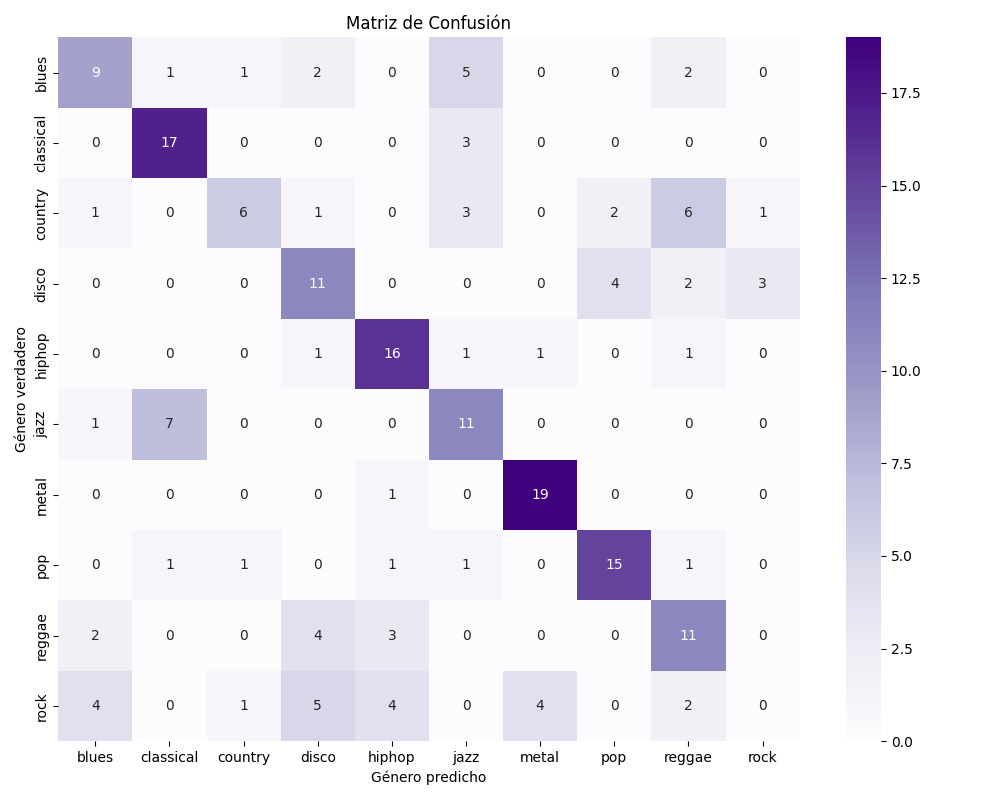 Matriz de Confusión
Género verdadero
blues 9 1 1 2 0 5 0 0 2 0
classical 0 17 0 0 0 3 0 0 0 0
country 1 0 6 1 0 3 0 2 6 1
disco 0 0 0 11 0 0 0 4 2 3
hiphop 0 0 0 1 16 1 1 0 1 0
jazz 1 7 0 0 0 11 0 0 0 0
metal 0 0 0 0 1 0 19 0 0 0
pop 0 1 1 0 1 1 0 15 1 0
reggae 2 0 0 4 3 0 0 0 11 0
rock 4 0 1 5 4 0 4 0 2 0
blues classical country disco hiphop jazz metal pop reggae rock
Género predicho
17.5
15.0
12.5
10.0
7.5
5.0
2.5
0.0